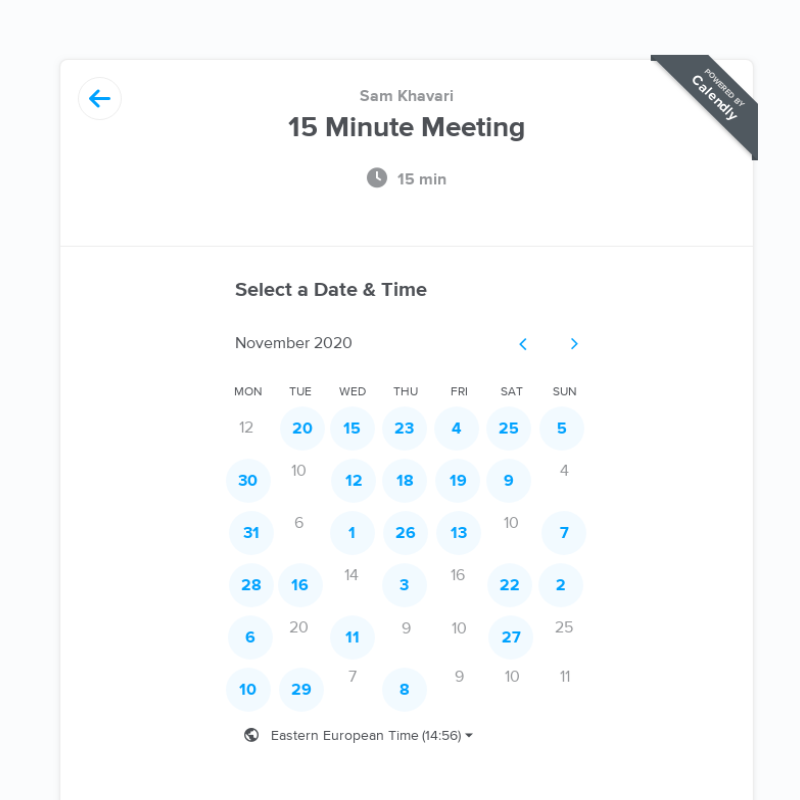 POWERED BY
Calendly
Sam Khavari
15 Minute Meeting
15 min
Select a Date & Time
November 2020
MON TUE WED THU FRI SAT SUN
12 20 15 23 4 25 5
30 10 12 18 19 9 4
31 6 1 26 13 10 7
28 16 14 3 16 22 2
6 20 11 9 10 27 25
10 29 7 8 9 10 11
Eastern European Time (14:56)